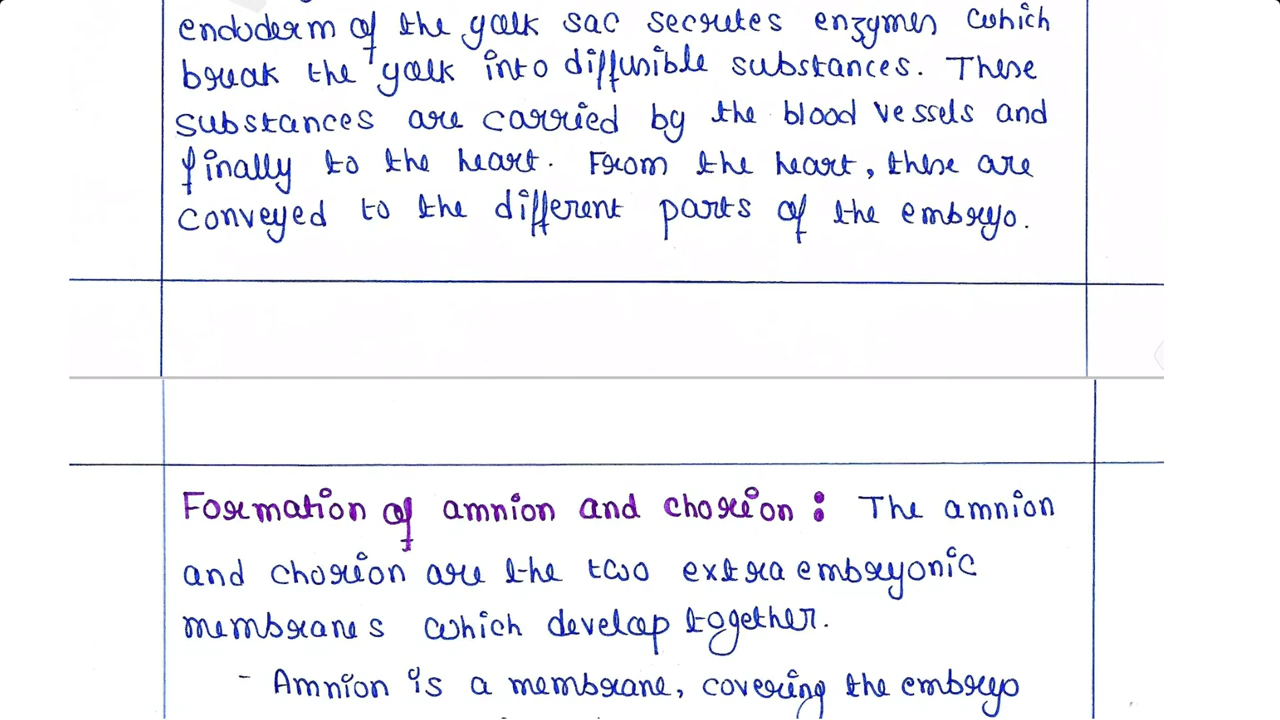 endoderm of the yolk sac secretes enzymes which
break the yolk into diffusible substances. These
substances are carried by the blood vessels and
finally to the heart. From the heart, these are
conveyed to the different parts of the embryo.
Formation of amnion and chorion : The amnion
and chorion are the two extra embryonic
membranes which develop together.
- Amnion is a membrane, covering the embryo